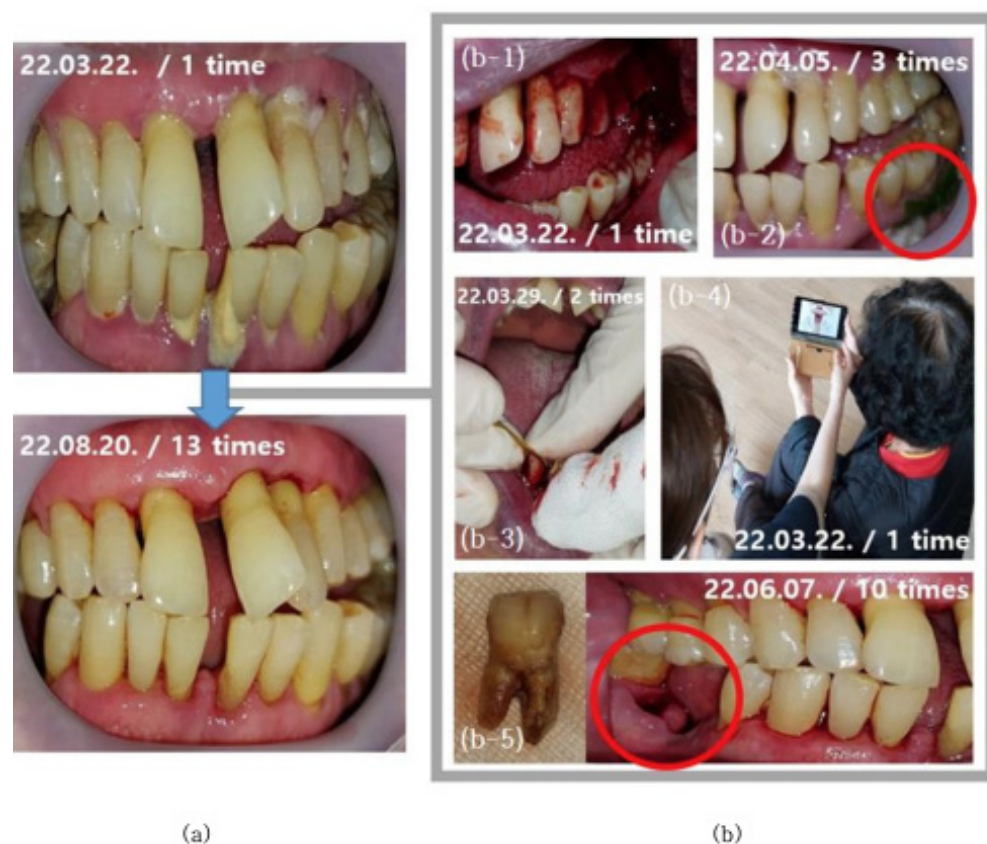 22.03.22. / 1 time
22.08.20. / 13 times
(b-1)
22.03.22. / 1 time
22.04.05. / 3 times
(b-2)
22.03.29. / 2 times
(b-3)
(b-4)
22.03.22. / 1 time
(b-5)
22.06.07. / 10 times
(a)
(b)